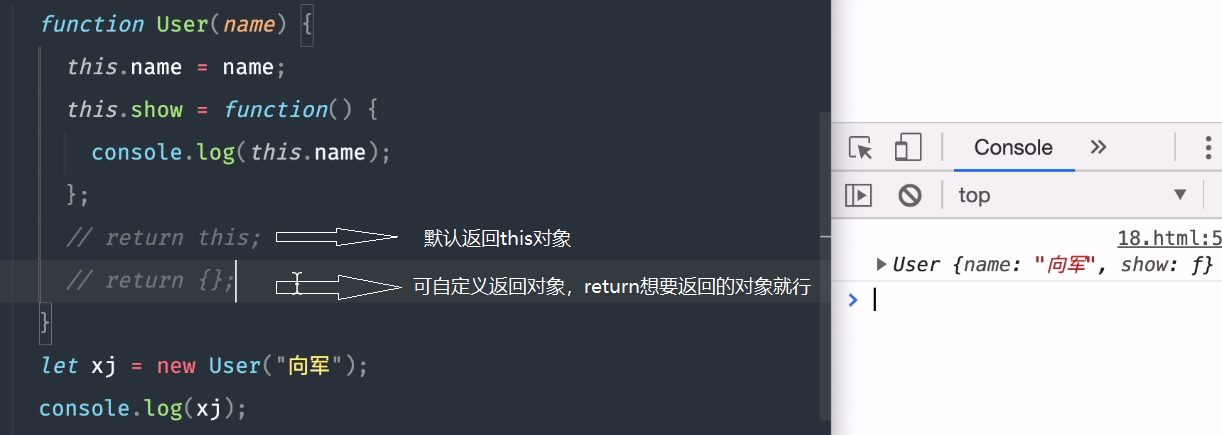 function User(name) {
this.name = name;
this.show = function() {
console.log(this.name);
};
// return this; 默认返回this对象
// return {}; 可自定义返回对象，return想要返回的对象就行
}
let xj = new User("向军");
console.log(xj);
Console »
top ▼
18.html:5
▶ User {name: "向军", show: ƒ}
>